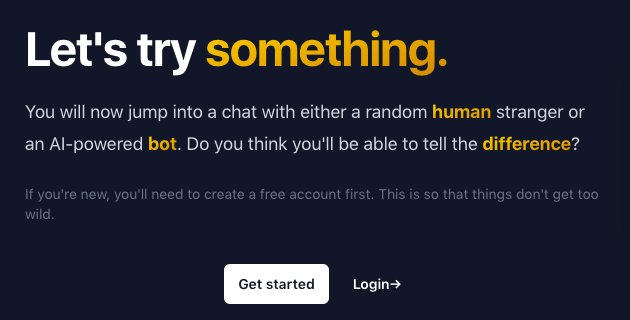 Let's try something.
You will now jump into a chat with either a random human stranger or
an AI-powered bot. Do you think you'll be able to tell the difference?
If you're new, you'll need to create a free account first. This is so that things don't get too
wild.
Get started
Login→